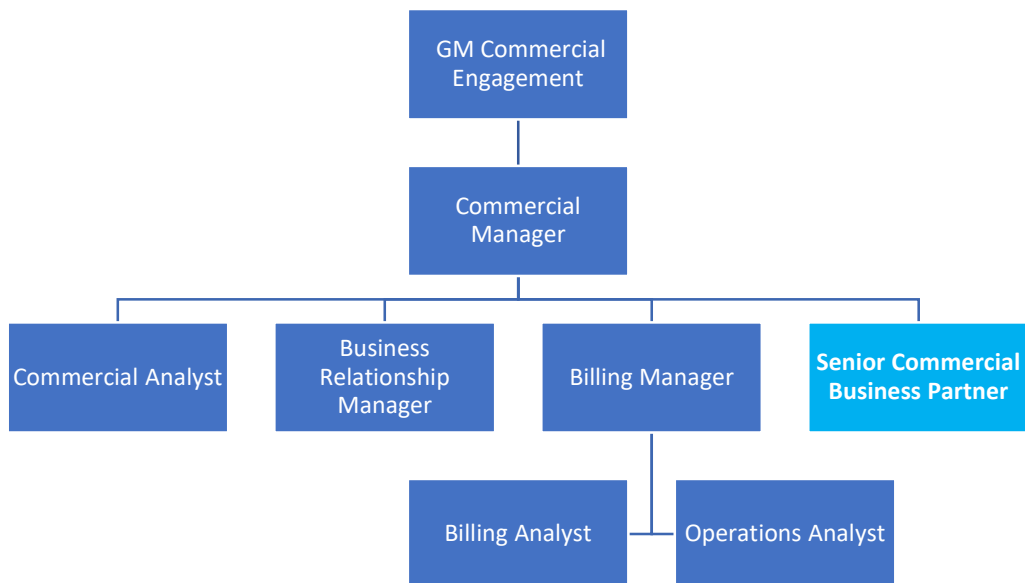 GM Commercial
Engagement
Commercial
Manager
Commercial Analyst
Business
Relationship
Manager
Billing Manager
Senior Commercial
Business Partner
Billing Analyst
Operations Analyst